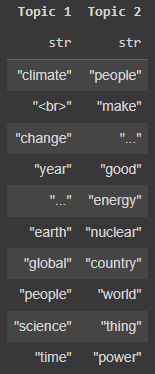 Topic 1 Topic 2
str str
"climate" "people"
"<br>" "make"
"change" "..."
"year" "good"
"..." "energy"
"earth" "nuclear"
"global" "country"
"people" "world"
"science" "thing"
"time" "power"